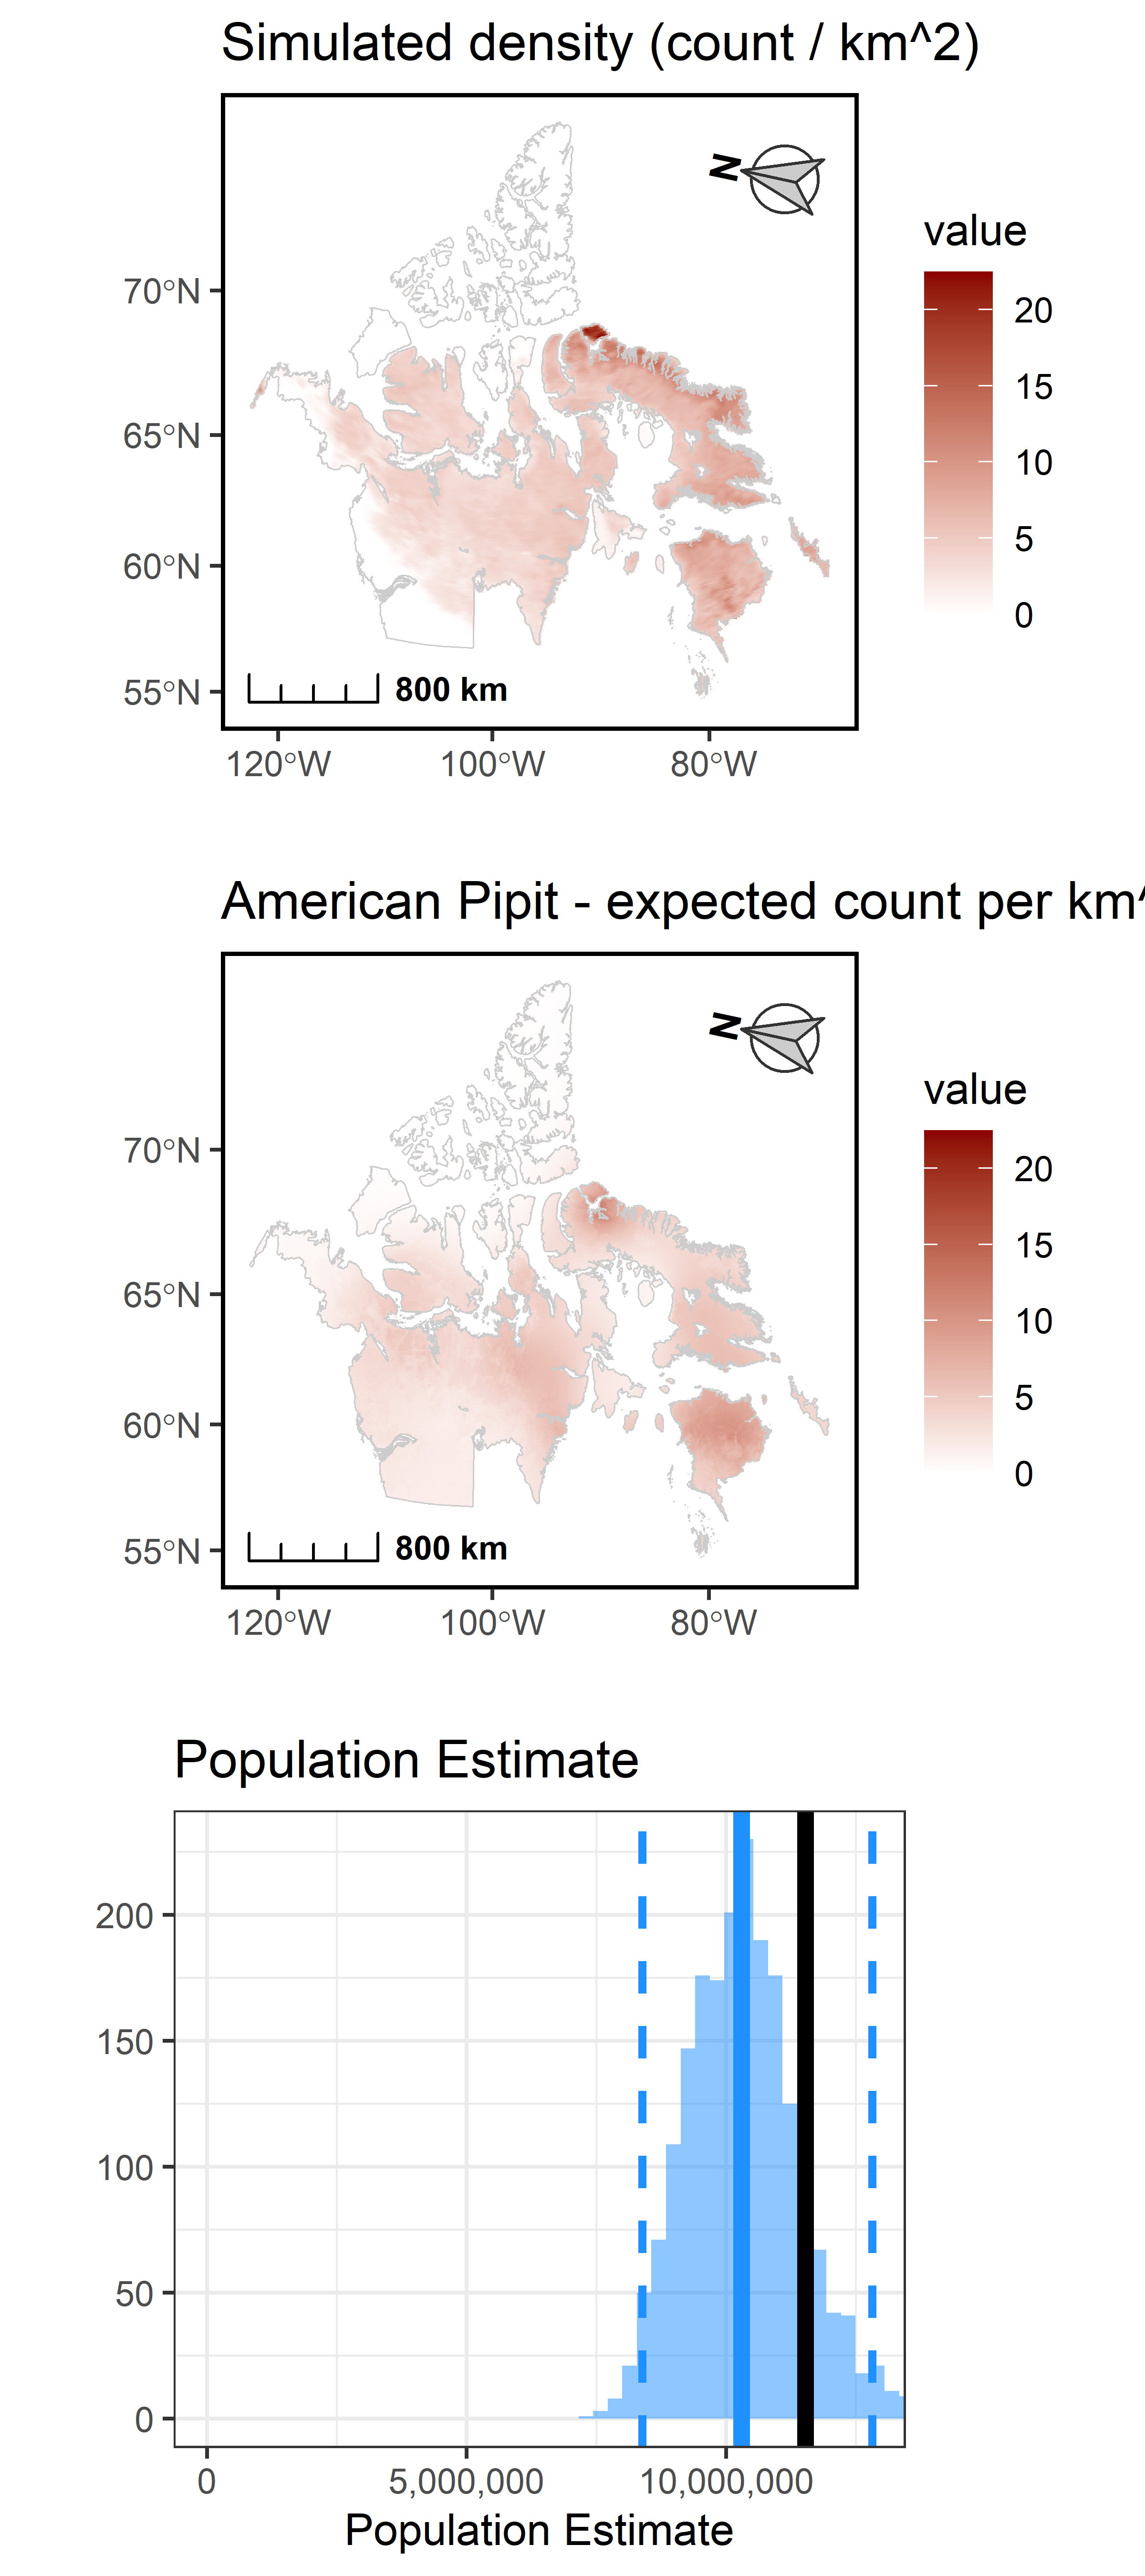 Simulated density (count / km^2)
N
value
70°N
65°N
60°N
55°N
20
15
10
5
0
800 km
120°W 100°W 80°W
American Pipit - expected count per km^
N
value
70°N
65°N
60°N
55°N
20
15
10
5
0
800 km
120°W 100°W 80°W
Population Estimate
200
150
100
50
0
0 5,000,000 10,000,000
Population Estimate